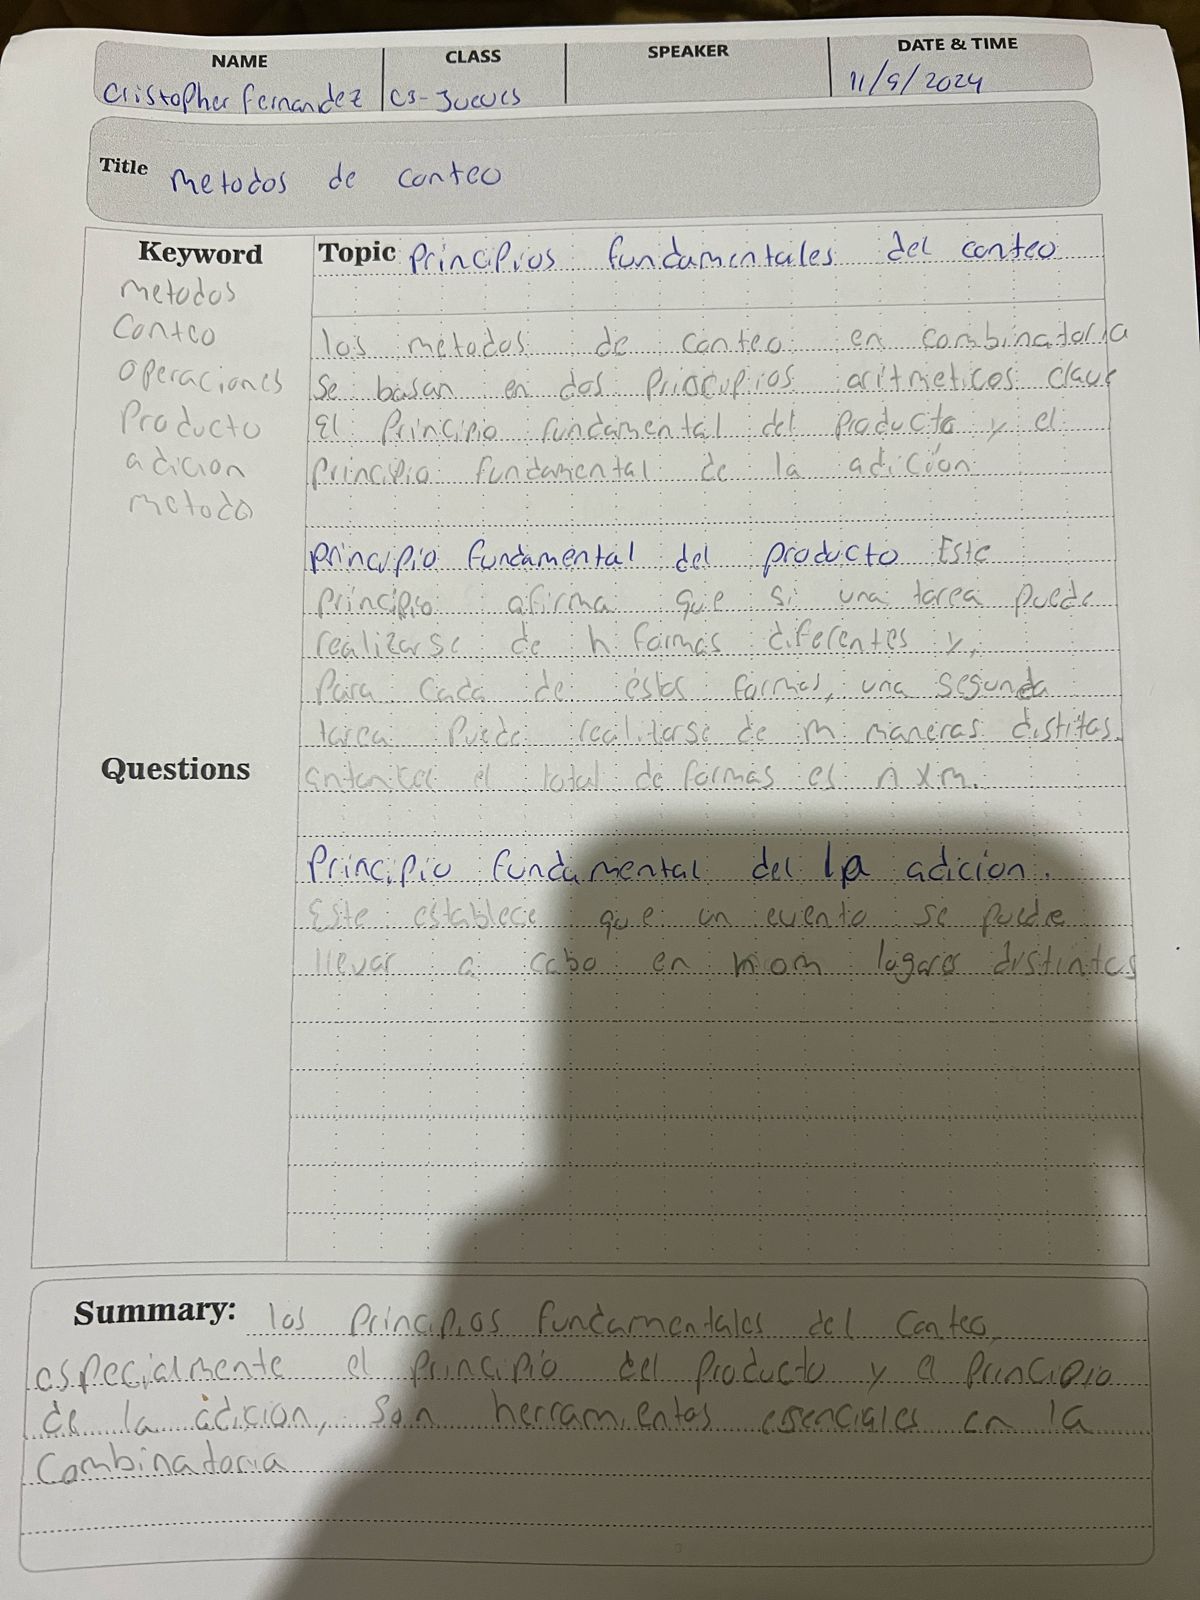 NAME
CLASS
SPEAKER
DATE & TIME
Cristopher fernandez
C3-Jueves
11/9/2024
Title metodos de conteo
Keyword
metodos
Conteo
operaciones
Producto
adicion
metodo
Questions
Topic Principios fundamentales del conteo
los metodos de conteo en combinatoria
se basan en dos principios aritmeticos clave
El Principio fundamental del Producto y el
principio fundamental de la adicion
principio fundamental del producto Este
principio afirma que si una tarea puede
realizarse de n formas diferentes y,
Para cada de estas formas, una segunda
tarea puede realizarse de m maneras distitas.
el total de formas es n x m.
Principio fundamental del la adicion.
Este establece que un evento se puede
llevar a cabo en lugares distintos
Summary: los Principios fundamentales del Conteo,
especialmente el principio del Producto y el Principio
de la adicion, son herramientas esenciales en la
Combinatoria